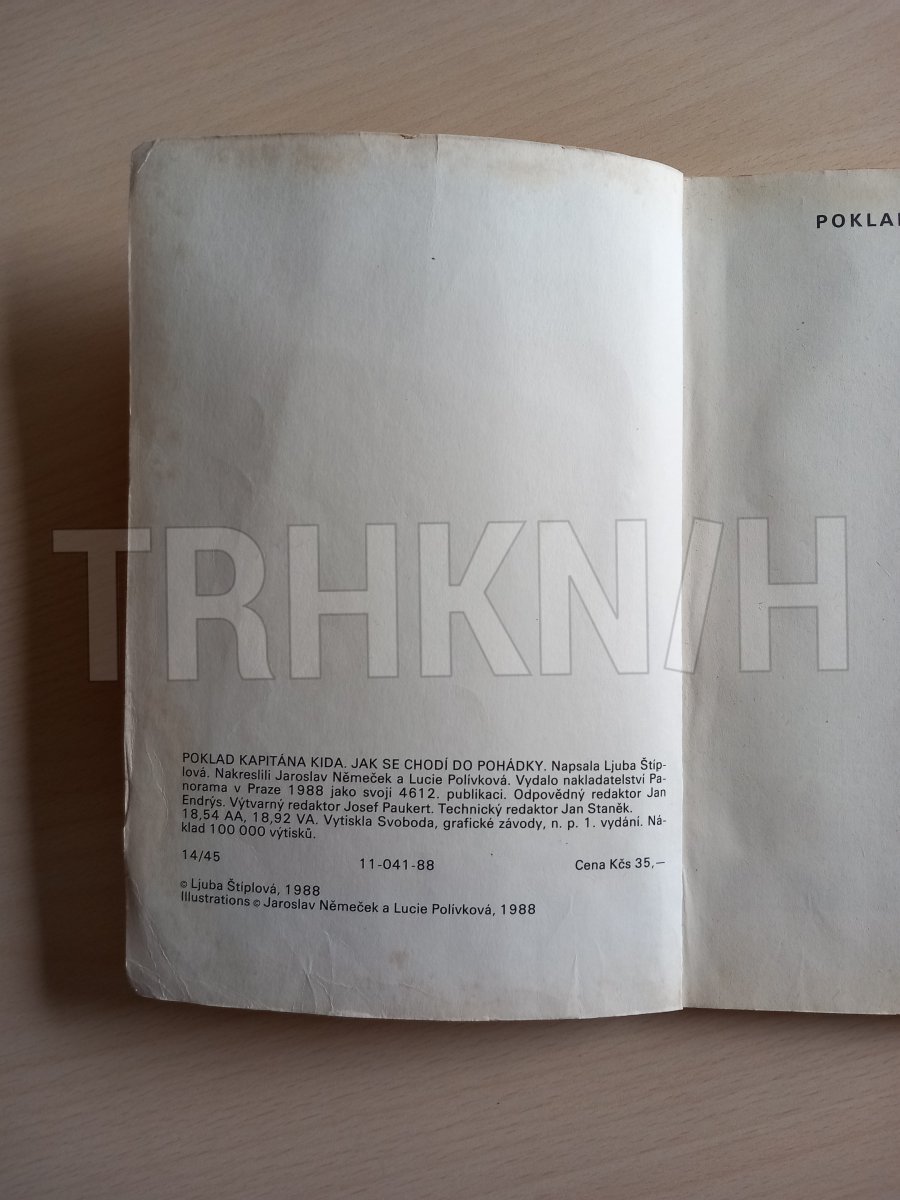 POKLAD
TRHKN/H
POKLAD KAPITÁNA KIDA. JAK SE CHODÍ DO POHÁDKY. Napsala Ljuba Štíp-
lová. Nakreslili Jaroslav Němeček a Lucie Polívková. Vydalo nakladatelství Pa-
norama v Praze 1988 jako svoji 4612. publikaci. Odpovědný redaktor Jan
Endrýs. Výtvarný redaktor Josef Paukert. Technický redaktor Jan Staněk.
18,54 AA, 18,92 VA. Vytiskla Svoboda, grafické závody, n. p. 1. vydání. Ná-
klad 100 000 výtisků.
14/45 11-041-88 Cena Kčs 35,—
© Ljuba Štíplová, 1988
Illustrations © Jaroslav Němeček a Lucie Polívková, 1988